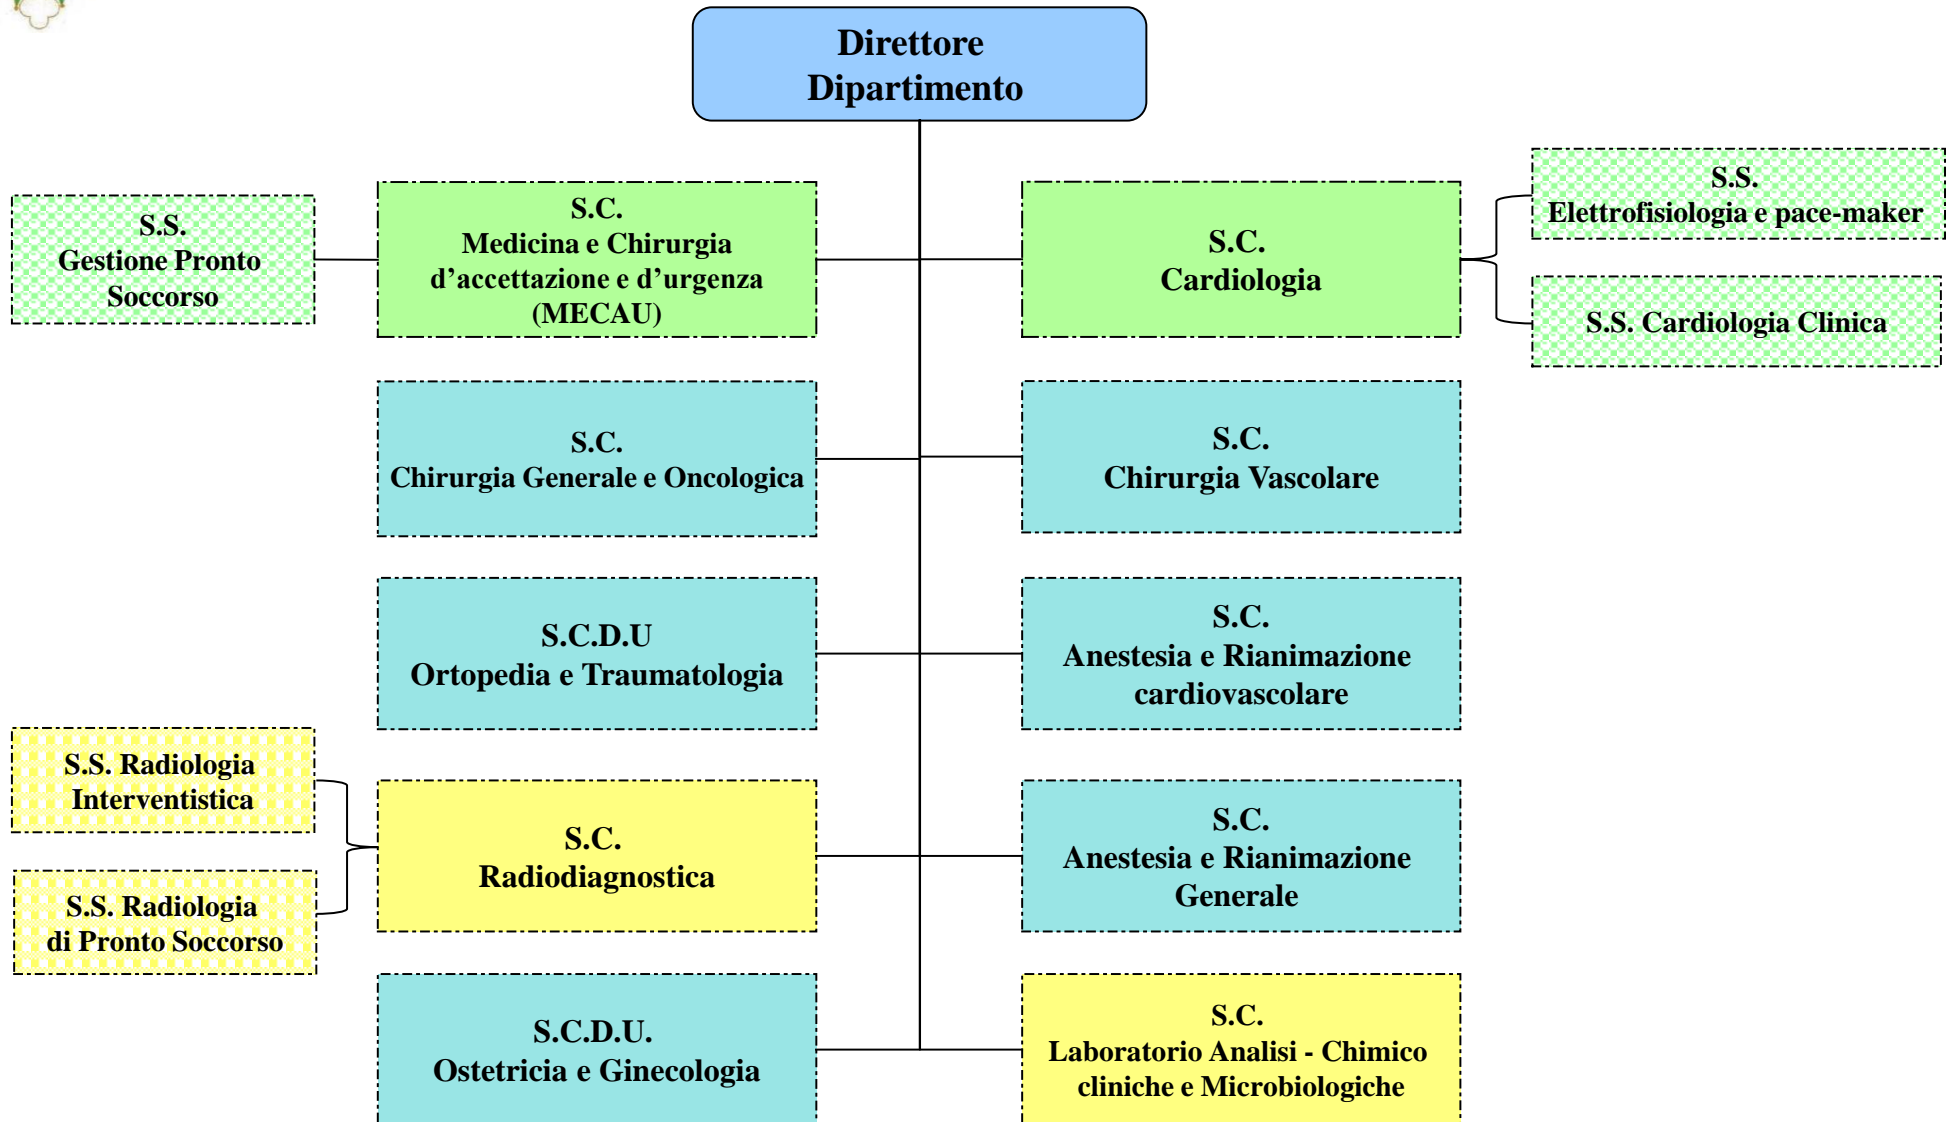 Direttore
Dipartimento
S.S.
Gestione Pronto
Soccorso
S.C.
Medicina e Chirurgia
d’accettazione e d’urgenza
(MECAU)
S.C.
Cardiologia
S.S.
Elettrofisiologia e pace-maker
S.S. Cardiologia Clinica
S.C.
Chirurgia Generale e Oncologica
S.C.
Chirurgia Vascolare
S.C.D.U
Ortopedia e Traumatologia
S.C.
Anestesia e Rianimazione
cardiovascolare
S.S. Radiologia
Interventistica
S.S. Radiologia
di Pronto Soccorso
S.C.
Radiodiagnostica
S.C.
Anestesia e Rianimazione
Generale
S.C.D.U.
Ostetricia e Ginecologia
S.C.
Laboratorio Analisi - Chimico
cliniche e Microbiologiche